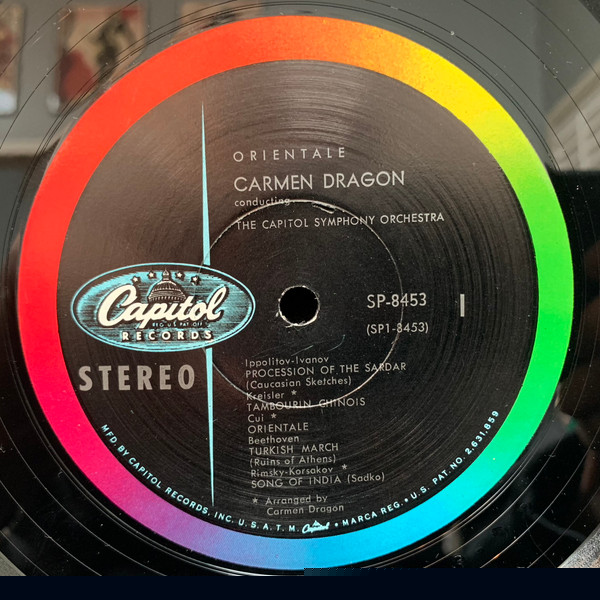 ORIENTALE
CARMEN DRAGON
conducting
THE CAPITOL SYMPHONY ORCHESTRA
Capitol
REG. U.S. PAT. OFF.
RECORDS
SP-8453
I
(SP1-8453)
STEREO
Ippolitov-Ivanov
PROCESSION OF THE SARDAR
(Caucasian Sketches)
Kreisler *
TAMBOURIN CHINOIS
Cui *
ORIENTALE
Beethoven
TURKISH MARCH
(Ruins of Athens)
Rimsky-Korsakov *
SONG OF INDIA (Sadko)
* Arranged by
Carmen Dragon
MFD BY CAPITOL RECORDS, INC. U.S.A. T.M. Capitol • MARCA REG. • U.S. PAT. NO. 2,631,859